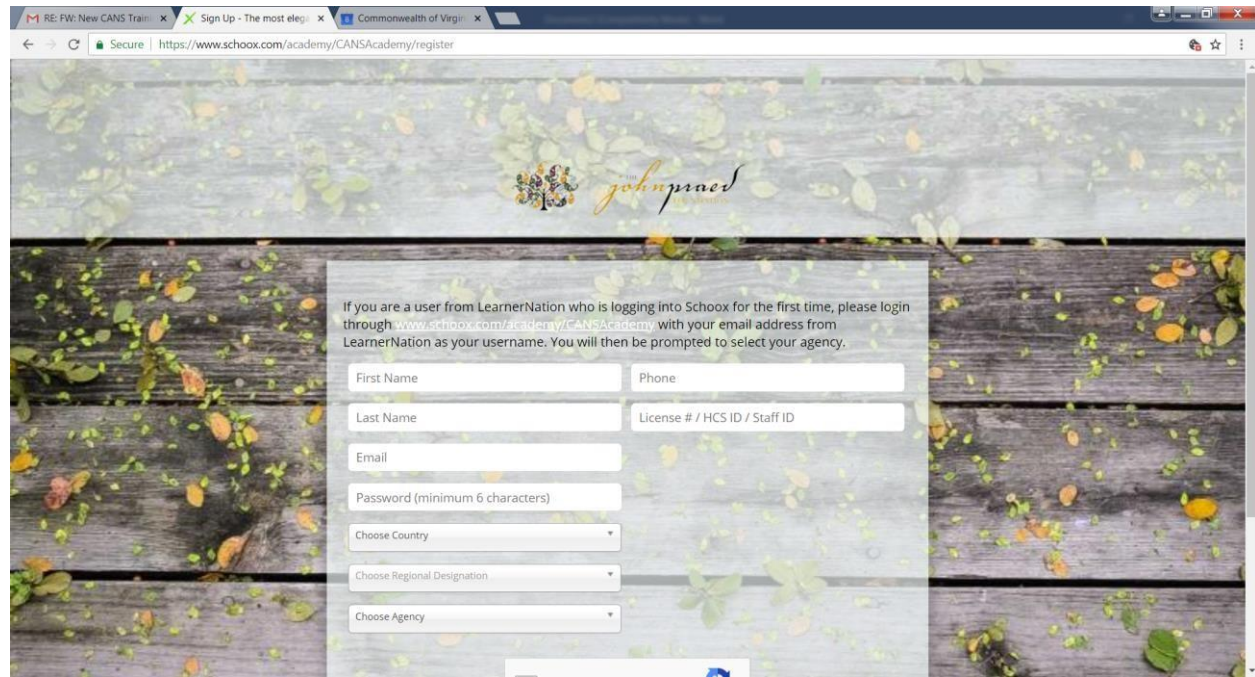 RE: FW: New CANS Train
Sign Up - The most eleg
Commonwealth of Virgin
Secure
https://www.schoox.com/academy/CANSAcademy/register
THE
johnpraed
FOUNDATION
If you are a user from LearnerNation who is logging into Schoox for the first time, please login
through www.schoox.com/academy/CANSAcademy with your email address from
LearnerNation as your username. You will then be prompted to select your agency.
First Name
Phone
Last Name
License # / HCS ID / Staff ID
Email
Password (minimum 6 characters)
Choose Country
Choose Regional Designation
Choose Agency